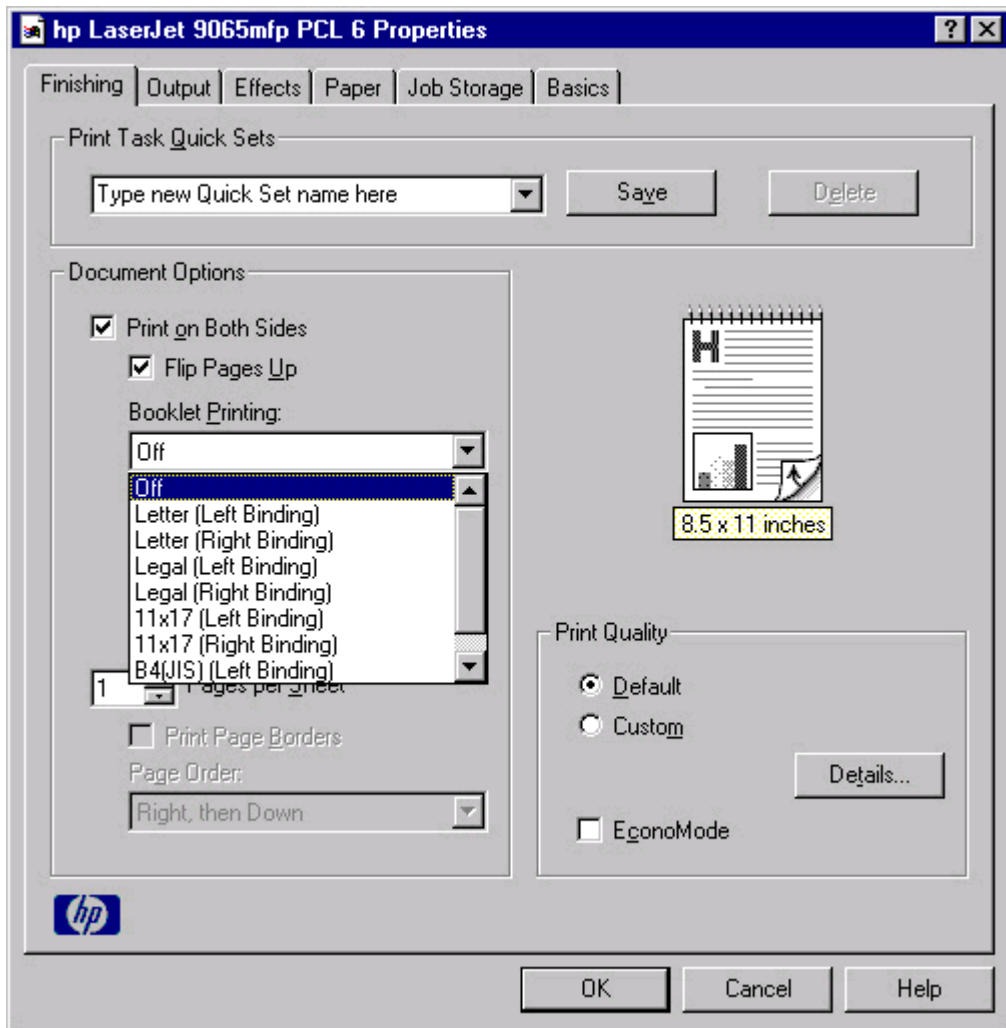 hp LaserJet 9065mfp PCL 6 Properties
Finishing Output Effects Paper Job Storage Basics
Print Task Quick Sets
Type new Quick Set name here Save Delete
Document Options
Print on Both Sides
Flip Pages Up
Booklet Printing:
Off
Off
Letter (Left Binding)
Letter (Right Binding)
Legal (Left Binding)
Legal (Right Binding)
11x17 (Left Binding)
11x17 (Right Binding)
B4(JIS) (Left Binding)
1 Pages per Sheet
Print Page Borders
Page Order:
Right, then Down
H
8.5 x 11 inches
Print Quality
Default
Custom
Details...
EconoMode
hp
OK Cancel Help